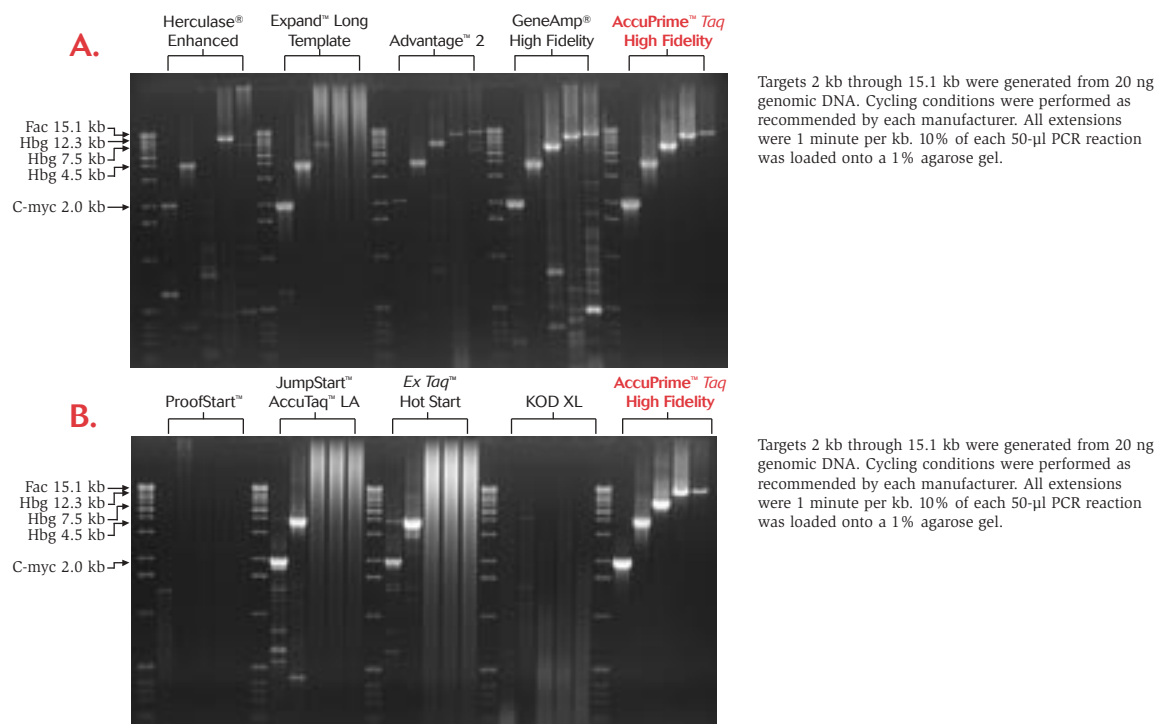 A.
Herculase®
Enhanced
Expand™ Long
Template
Advantage™ 2
GeneAmp®
High Fidelity
AccuPrime™ Taq
High Fidelity
Fac 15.1 kb
Hbg 12.3 kb
Hbg 7.5 kb
Hbg 4.5 kb
C-myc 2.0 kb
Targets 2 kb through 15.1 kb were generated from 20 ng
genomic DNA. Cycling conditions were performed as
recommended by each manufacturer. All extensions
were 1 minute per kb. 10% of each 50-µl PCR reaction
was loaded onto a 1% agarose gel.
B.
ProofStart™
JumpStart™
AccuTaq™ LA
Ex Taq™
Hot Start
KOD XL
AccuPrime™ Taq
High Fidelity
Fac 15.1 kb
Hbg 12.3 kb
Hbg 7.5 kb
Hbg 4.5 kb
C-myc 2.0 kb
Targets 2 kb through 15.1 kb were generated from 20 ng
genomic DNA. Cycling conditions were performed as
recommended by each manufacturer. All extensions
were 1 minute per kb. 10% of each 50-µl PCR reaction
was loaded onto a 1% agarose gel.